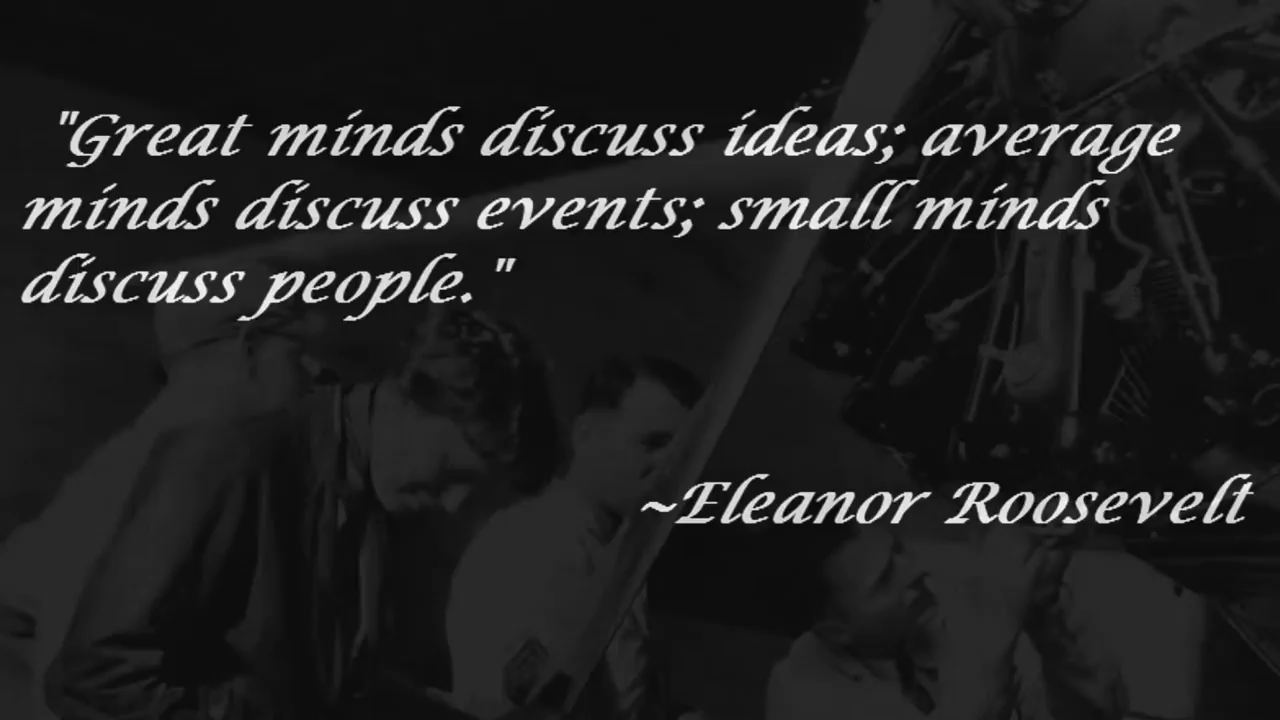 "Great minds discuss ideas; average
minds discuss events; small minds
discuss people."
~Eleanor Roosevelt